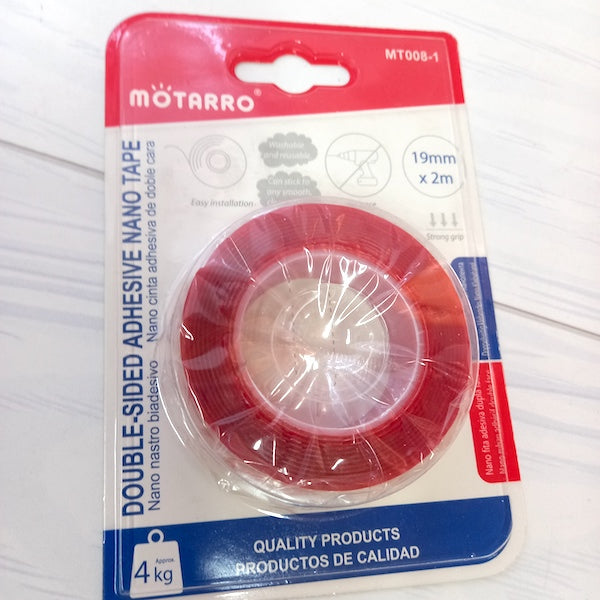 MT008-1
MOTARRO®
DOUBLE-SIDED ADHESIVE NANO TAPE
Nano nastro biadesivo
Nano cinta adhesiva de doble cara
Easy installation
Washable
and reusable
Can stick to
any smooth,
19mm
x 2m
Strong grip
Nano fita adesiva dupla
QUALITY PRODUCTS
PRODUCTOS DE CALIDAD
Approx.
4 kg